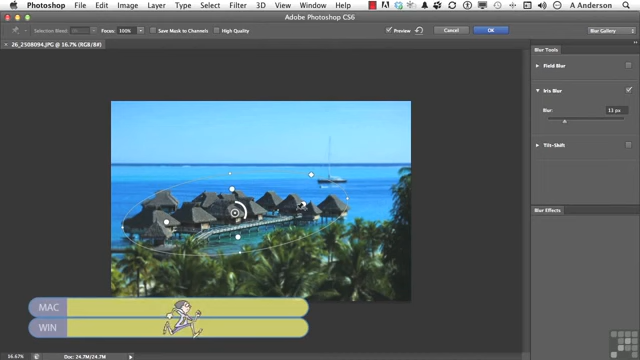 Photoshop File Edit Image Layer Type Select Filter 3D View Window Help A Anderson
Adobe Photoshop CS6
Selection Bleed: Focus: 100% Save Mask to Channels High Quality Preview Cancel OK Blur Gallery
× 26_2508094.JPG @ 16.7% (RGB/8#)
Blur Tools
Field Blur
Iris Blur
Blur: 11 px
Tilt-Shift
Blur Effects
MAC
WIN
16.67% Doc: 24.7M/24.7M